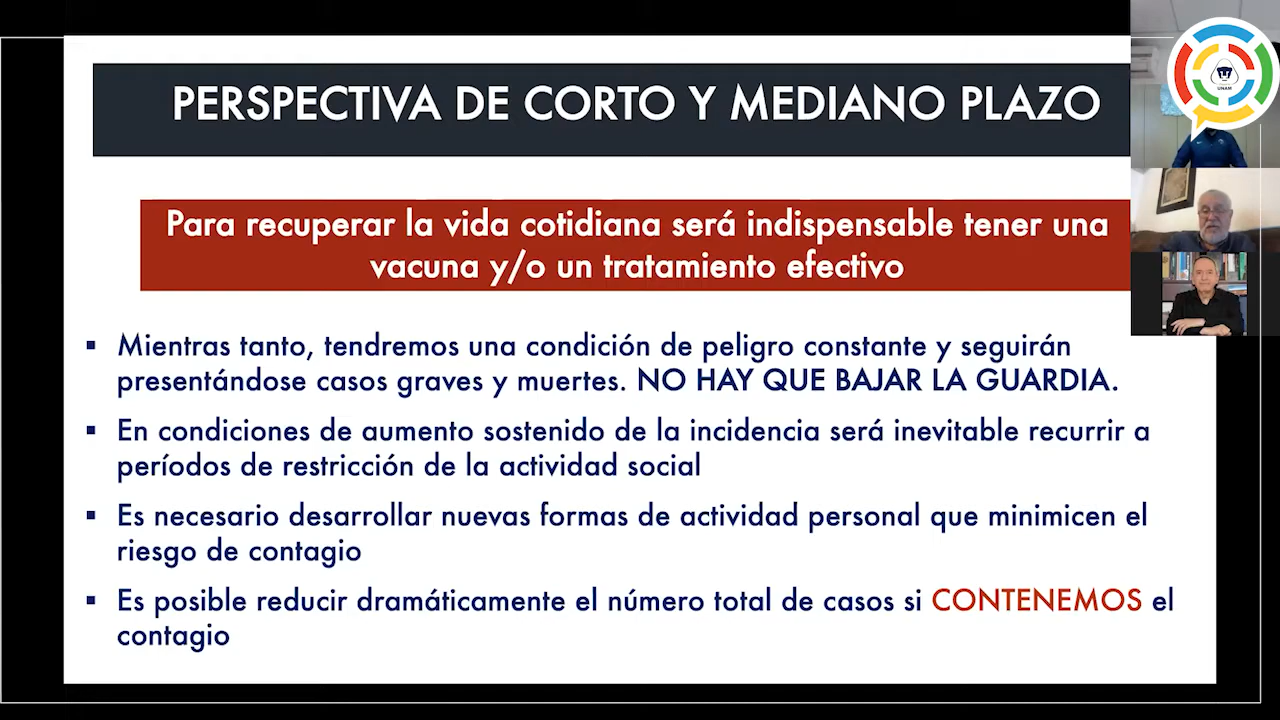 PERSPECTIVA DE CORTO Y MEDIANO PLAZO
Para recuperar la vida cotidiana será indispensable tener una
vacuna y/o un tratamiento efectivo
▪ Mientras tanto, tendremos una condición de peligro constante y seguirán
presentándose casos graves y muertes. NO HAY QUE BAJAR LA GUARDIA.
▪ En condiciones de aumento sostenido de la incidencia será inevitable recurrir a
períodos de restricción de la actividad social
▪ Es necesario desarrollar nuevas formas de actividad personal que minimicen el
riesgo de contagio
▪ Es posible reducir dramáticamente el número total de casos si CONTENEMOS el
contagio
UNAM